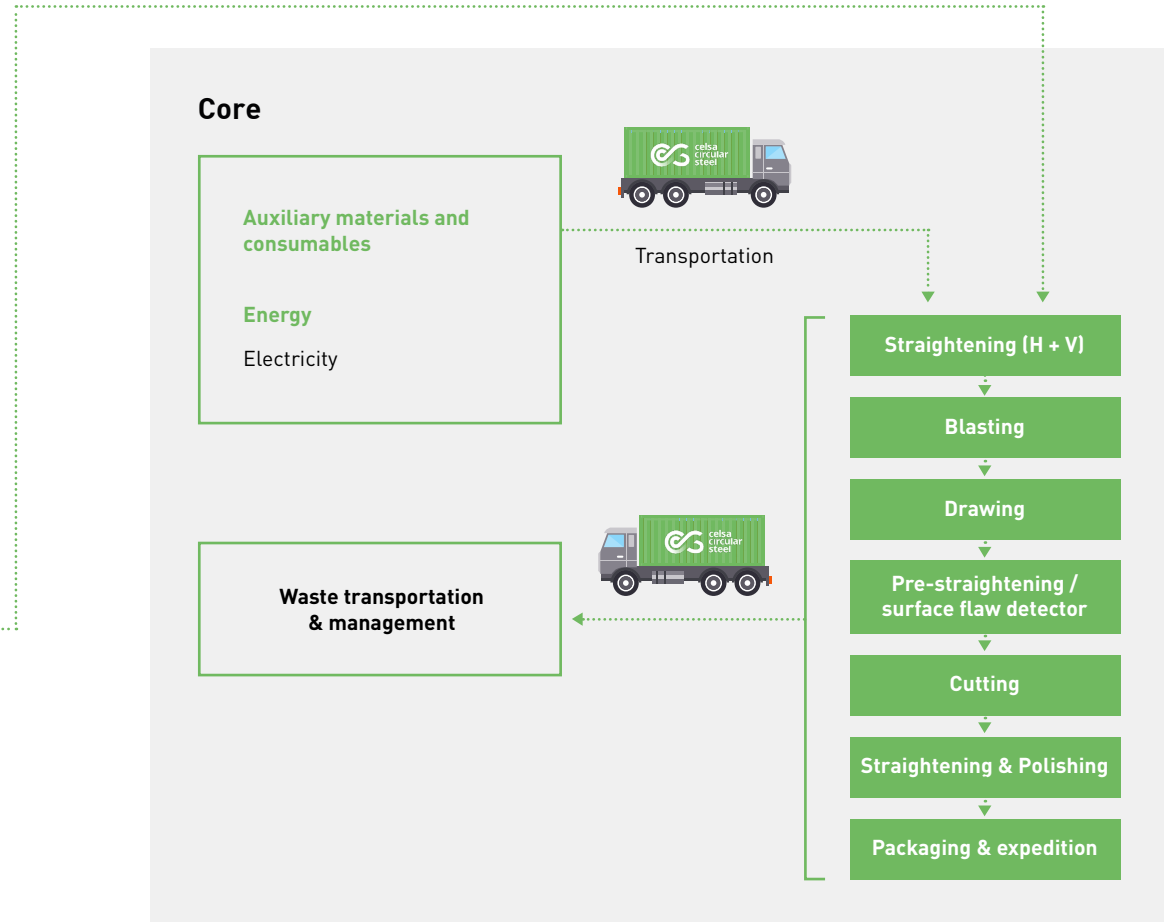 Core
celsa
circular
steel
Auxiliary materials and
consumables
Transportation
Energy
Electricity
Straightening (H + V)
Blasting
Drawing
celsa
circular
steel
Waste transportation
& management
Pre-straightening /
surface flaw detector
Cutting
Straightening & Polishing
Packaging & expedition